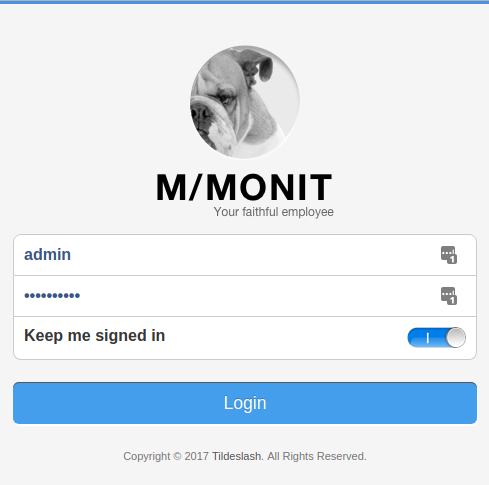 M/MONIT
Your faithful employee
admin
••••••••••
Keep me signed in
Login
Copyright © 2017 Tildeslash. All Rights Reserved.